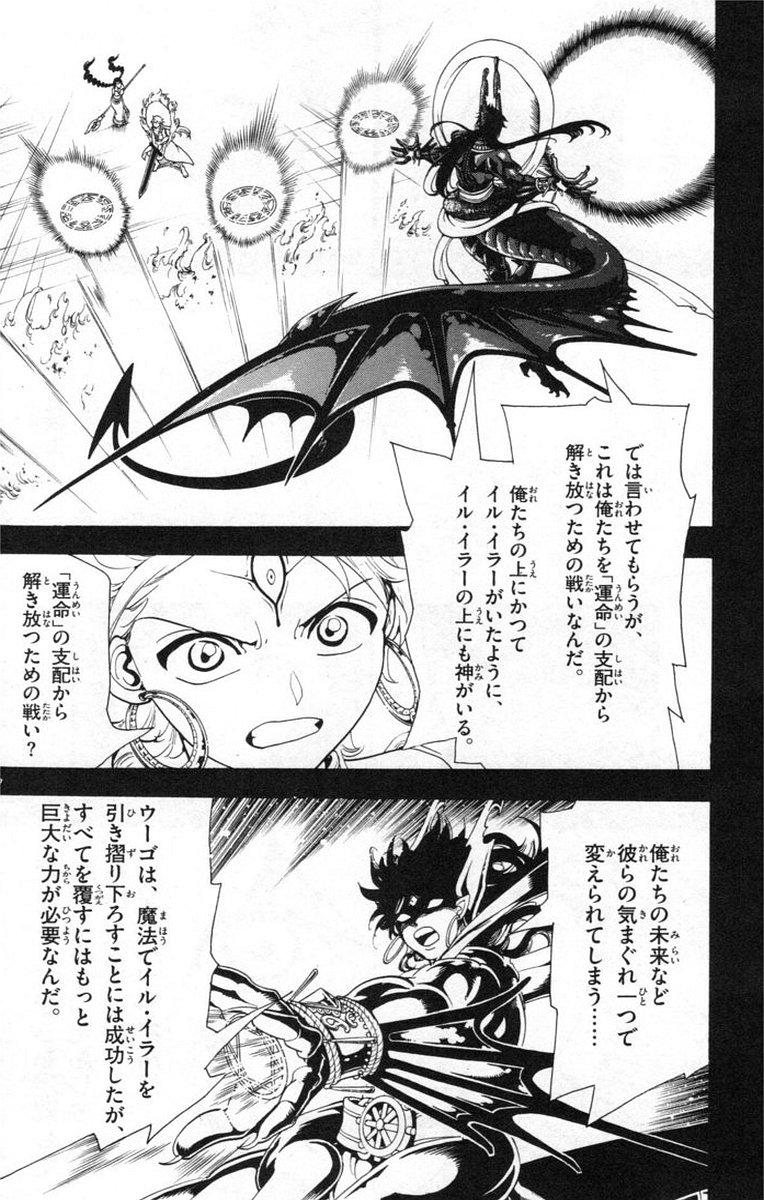 では言わせてもらうが、
これは俺たちを「運命」の支配から
解き放つための戦いなんだ。
俺たちの上にかつて
イル・イラーがいたように、
イル・イラーの上にも神がいる。
「運命」の支配から
解き放つための戦い?
俺たちの未来など
彼らの気まぐれ一つで
変えられてしまう……
ウーゴは、魔法でイル・イラーを
引き摺り下ろすことには成功したが、
すべてを覆すにはもっと
巨大な力が必要なんだ。